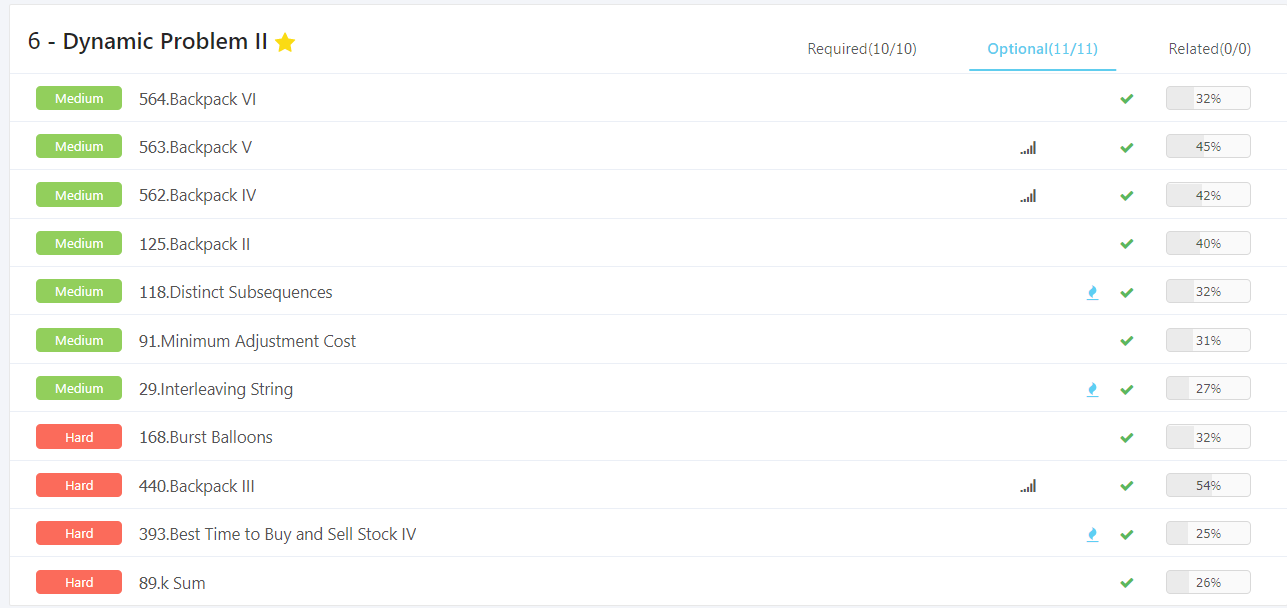 6 - Dynamic Problem II Required(10/10) Optional(11/11) Related(0/0)
Medium 564.Backpack VI 32%
Medium 563.Backpack V 45%
Medium 562.Backpack IV 42%
Medium 125.Backpack II 40%
Medium 118.Distinct Subsequences 32%
Medium 91.Minimum Adjustment Cost 31%
Medium 29.Interleaving String 27%
Hard 168.Burst Balloons 32%
Hard 440.Backpack III 54%
Hard 393.Best Time to Buy and Sell Stock IV 25%
Hard 89.k Sum 26%